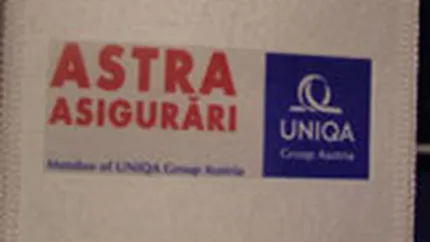 ASTRA
ASIGURĂRI
Member of UNIQA Group Austria
UNIQA
Group Austria